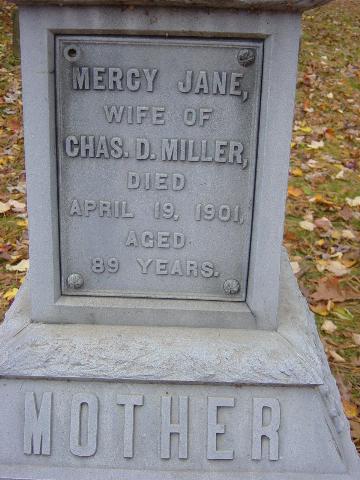 MERCY JANE,
WIFE OF
CHAS. D. MILLER,
DIED
APRIL 19, 1901,
AGED
89 YEARS.
MOTHER